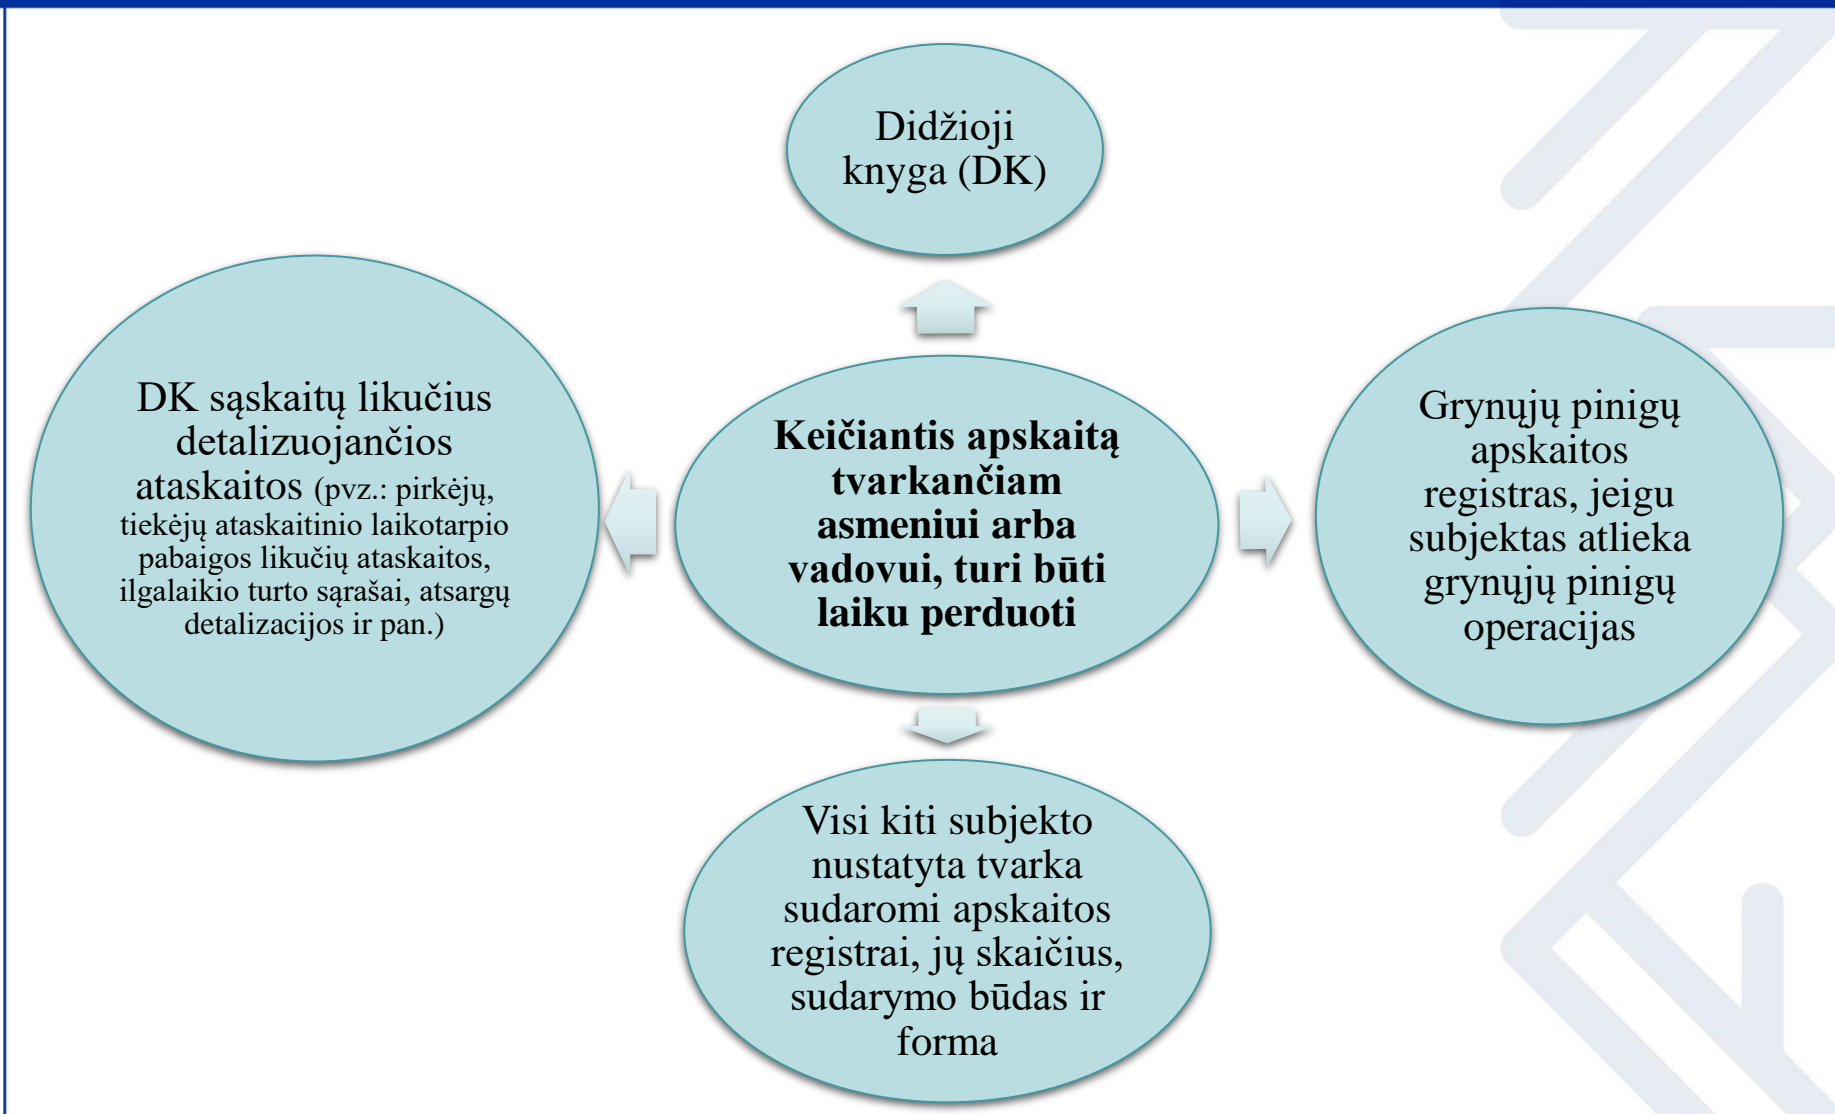 Didžioji
knyga (DK)
DK sąskaitų likučius
detalizuojančios
ataskaitos (pvz.: pirkėjų,
tiekėjų ataskaitinio laikotarpio
pabaigos likučių ataskaitos,
ilgalaikio turto sąrašai, atsargų
detalizacijos ir pan.)
Keičiantis apskaitą
tvarkančiam
asmeniui arba
vadovui, turi būti
laiku perduoti
Grynųjų pinigų
apskaitos
registras, jeigu
subjektas atlieka
grynųjų pinigų
operacijas
Visi kiti subjekto
nustatyta tvarka
sudaromi apskaitos
registrai, jų skaičius,
sudarymo būdas ir
forma